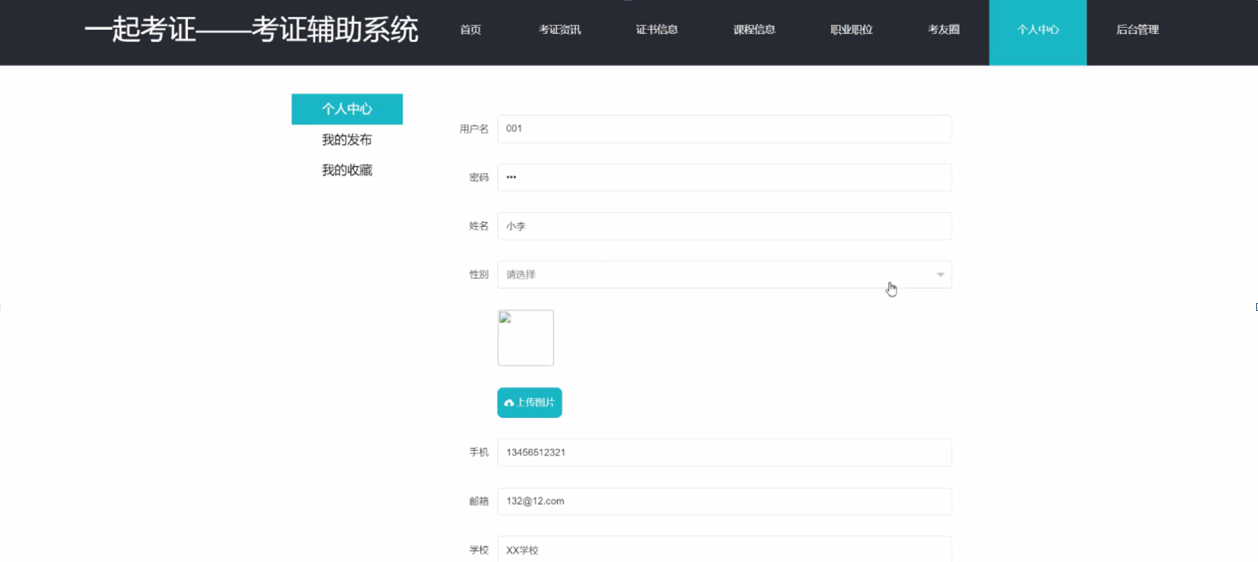 一起考证——考证辅助系统 首页 考证资讯 证书信息 课程信息 职业职位 考友圈 个人中心 后台管理
个人中心
我的发布
我的收藏
用户名 001
密码 •••
姓名 小李
性别 请选择
上传图片
手机 13456512321
邮箱 132@12.com
学校 XX学校